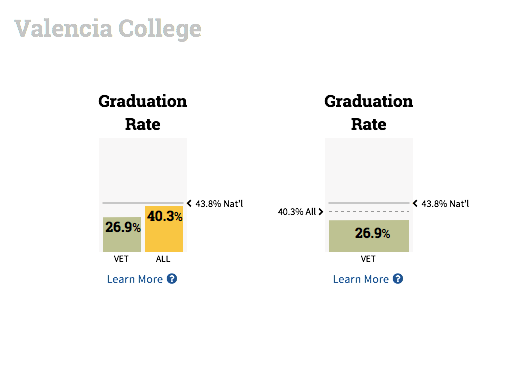 Valencia College
Graduation
Rate
43.8% Nat'l
40.3%
26.9%
VET
ALL
Learn More ?
Graduation
Rate
43.8% Nat'l
40.3% All
26.9%
VET
Learn More ?